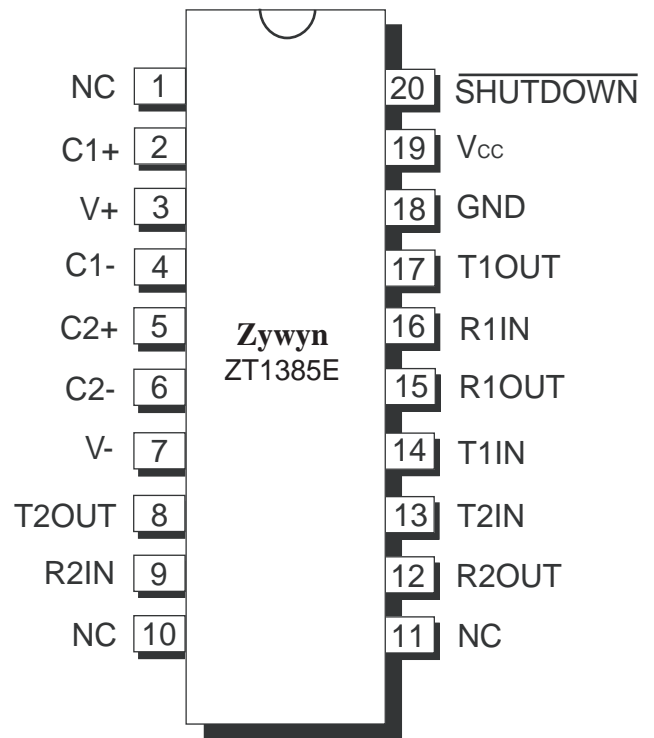 NC 1 20 SHUTDOWN
C1+ 2 19 Vcc
V+ 3 18 GND
C1- 4 17 T1OUT
C2+ 5 16 R1IN
Zywyn
ZT1385E
C2- 6 15 R1OUT
V- 7 14 T1IN
T2OUT 8 13 T2IN
R2IN 9 12 R2OUT
NC 10 11 NC